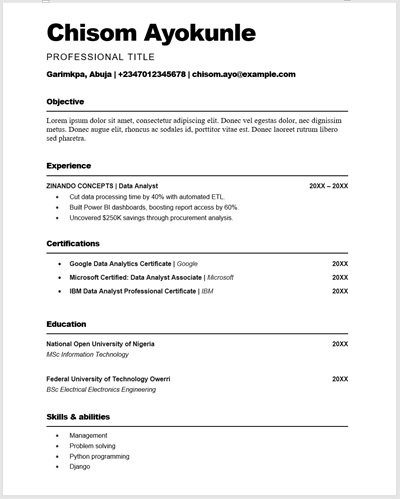 Chisom Ayokunle
PROFESSIONAL TITLE
Garimkpa, Abuja | +2347012345678 | chisom.ayo@example.com
Objective
Lorem ipsum dolor sit amet, consectetur adipiscing elit. Donec vel egestas dolor, nec dignissim
metus. Donec augue elit, rhoncus ac sodales id, porttitor vitae est. Donec laoreet rutrum libero
sed pharetra.
Experience
ZINANDO CONCEPTS | Data Analyst 20XX – 20XX
• Cut data processing time by 40% with automated ETL.
• Built Power BI dashboards, boosting report access by 60%.
• Uncovered $250K savings through procurement analysis.
Certifications
• Google Data Analytics Certificate | Google 20XX
• Microsoft Certified: Data Analyst Associate | Microsoft 20XX
• IBM Data Analyst Professional Certificate | IBM 20XX
Education
National Open University of Nigeria 20XX
MSc Information Technology
Federal University of Technology Owerri 20XX
BSc Electrical Electronics Engineering
Skills & abilities
• Management
• Problem solving
• Python programming
• Django